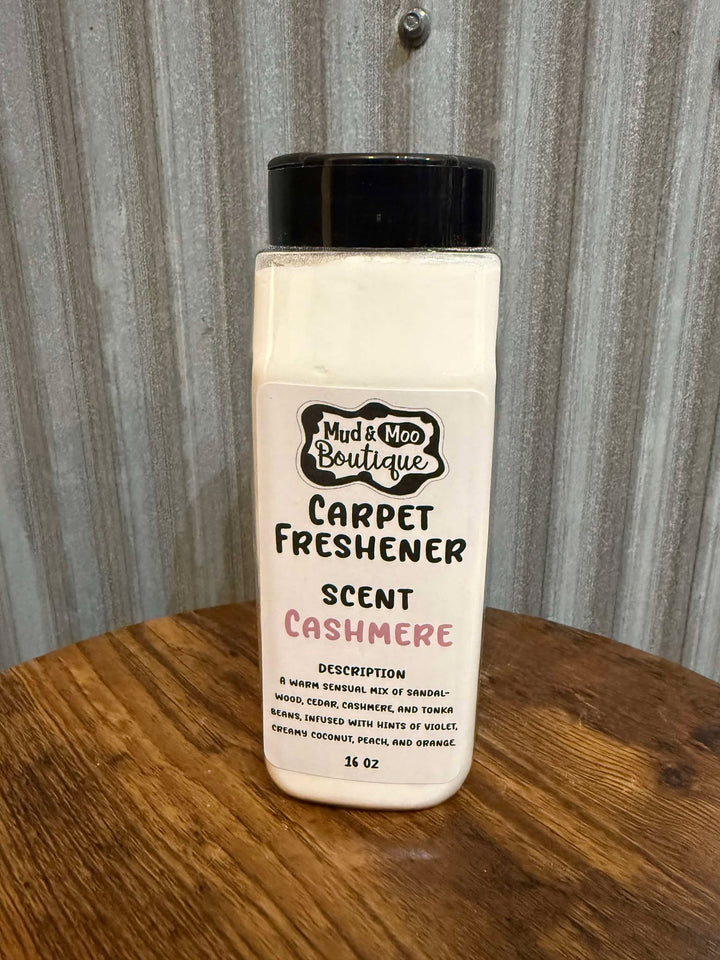 Mud & Moo
Boutique
CARPET
FRESHENER
SCENT
CASHMERE
DESCRIPTION
A WARM SENSUAL MIX OF SANDAL-
WOOD, CEDAR, CASHMERE, AND TONKA
BEANS, INFUSED WITH HINTS OF VIOLET,
CREAMY COCONUT, PEACH, AND ORANGE.
16 OZ